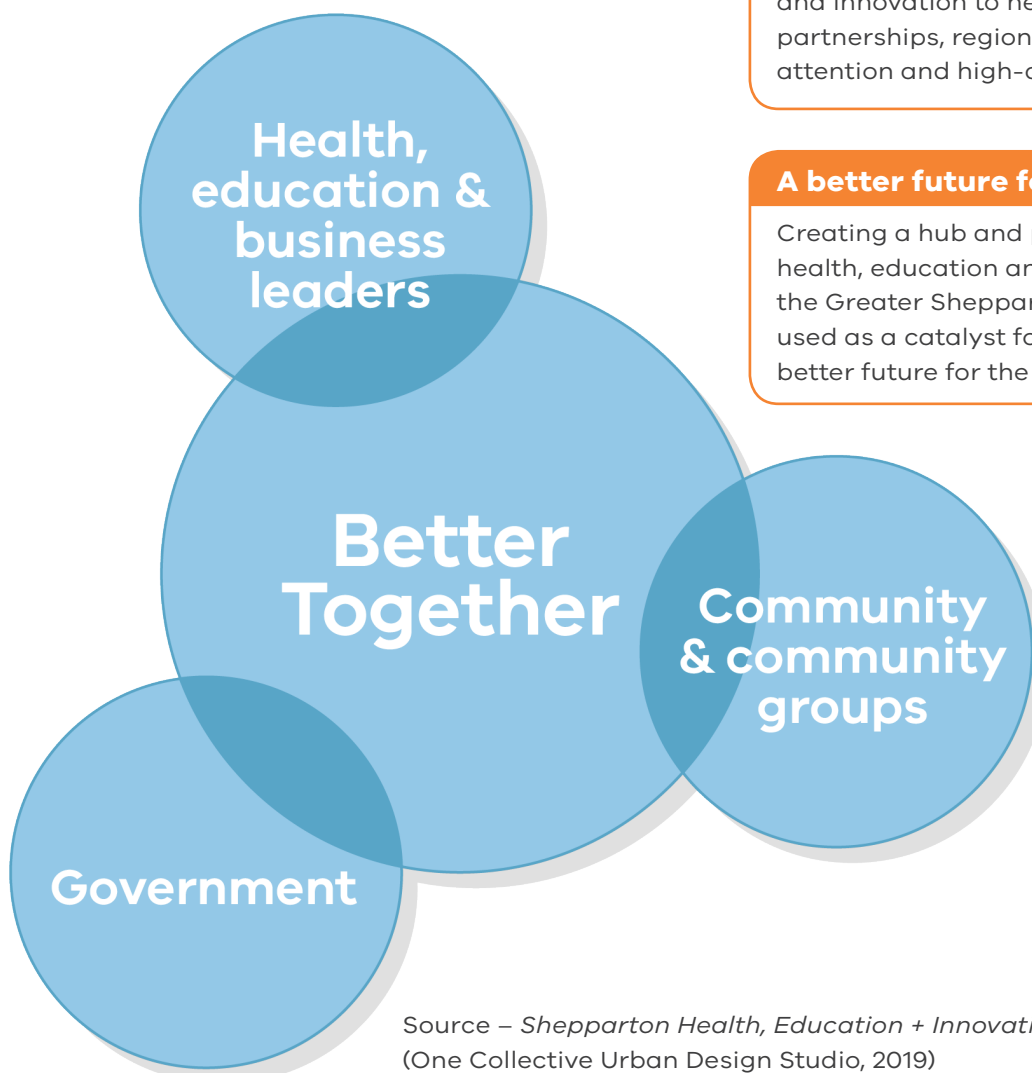 and innovation to he
partnerships, region
attention and high-
Health,
education &
business
leaders
A better future f
Creating a hub and
health, education ar
the Greater Sheppar
used as a catalyst fo
better future for the
Better
Together
Community
& community
groups
Government
Source – Shepparton Health, Education + Innovati
(One Collective Urban Design Studio, 2019)